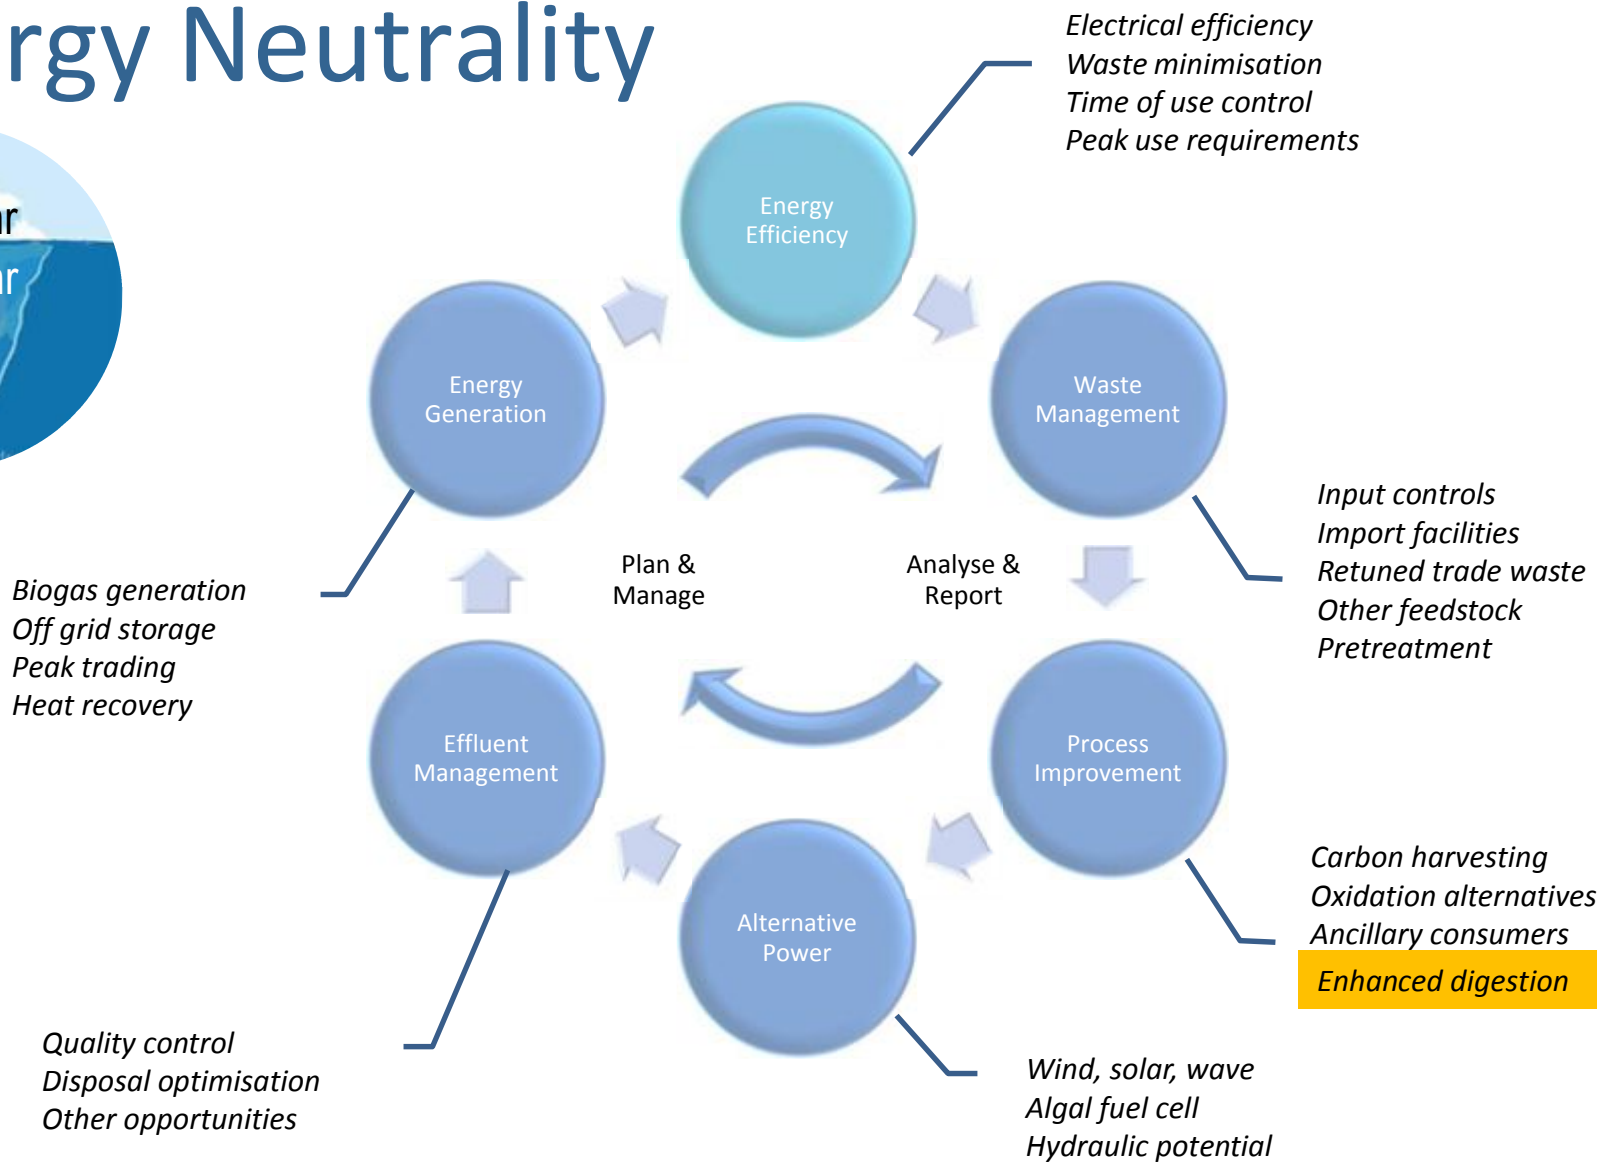 rgy Neutrality
Electrical efficiency
Waste minimisation
Time of use control
Peak use requirements
Energy
Efficiency
Energy
Generation
Waste
Management
Input controls
Import facilities
Retuned trade waste
Other feedstock
Pretreatment
Plan &
Manage
Analyse &
Report
Biogas generation
Off grid storage
Peak trading
Heat recovery
Effluent
Management
Process
Improvement
Carbon harvesting
Oxidation alternatives
Ancillary consumers
Enhanced digestion
Alternative
Power
Quality control
Disposal optimisation
Other opportunities
Wind, solar, wave
Algal fuel cell
Hydraulic potential